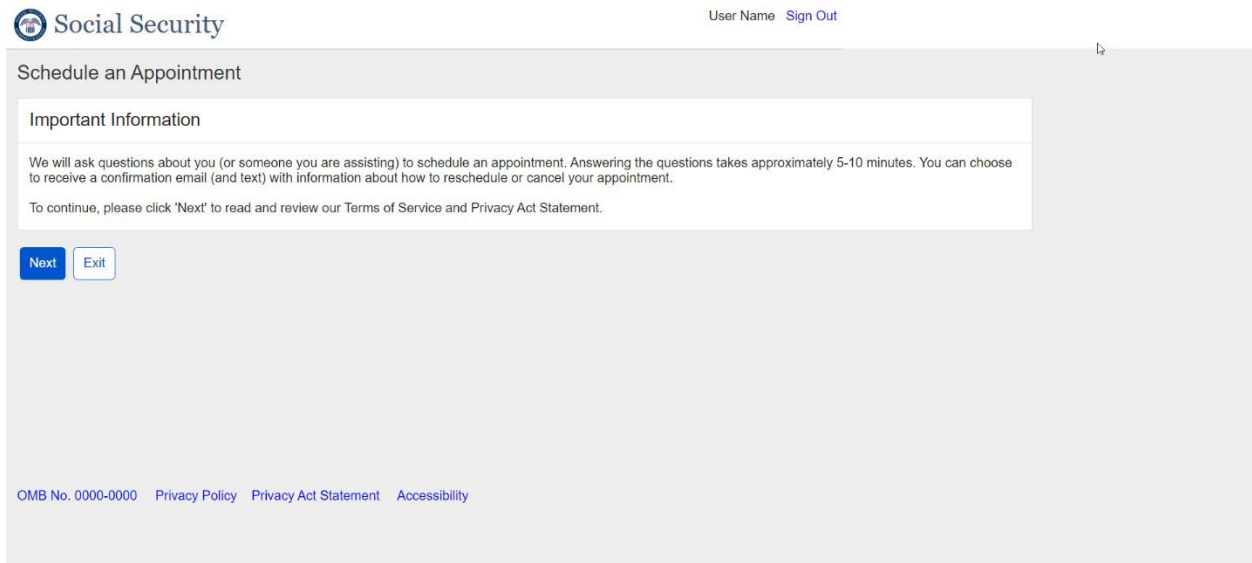 Social Security
User Name Sign Out
Schedule an Appointment
Important Information
We will ask questions about you (or someone you are assisting) to schedule an appointment. Answering the questions takes approximately 5-10 minutes. You can choose
to receive a confirmation email (and text) with information about how to reschedule or cancel your appointment.
To continue, please click 'Next' to read and review our Terms of Service and Privacy Act Statement.
Next Exit
OMB No. 0000-0000 Privacy Policy Privacy Act Statement Accessibility